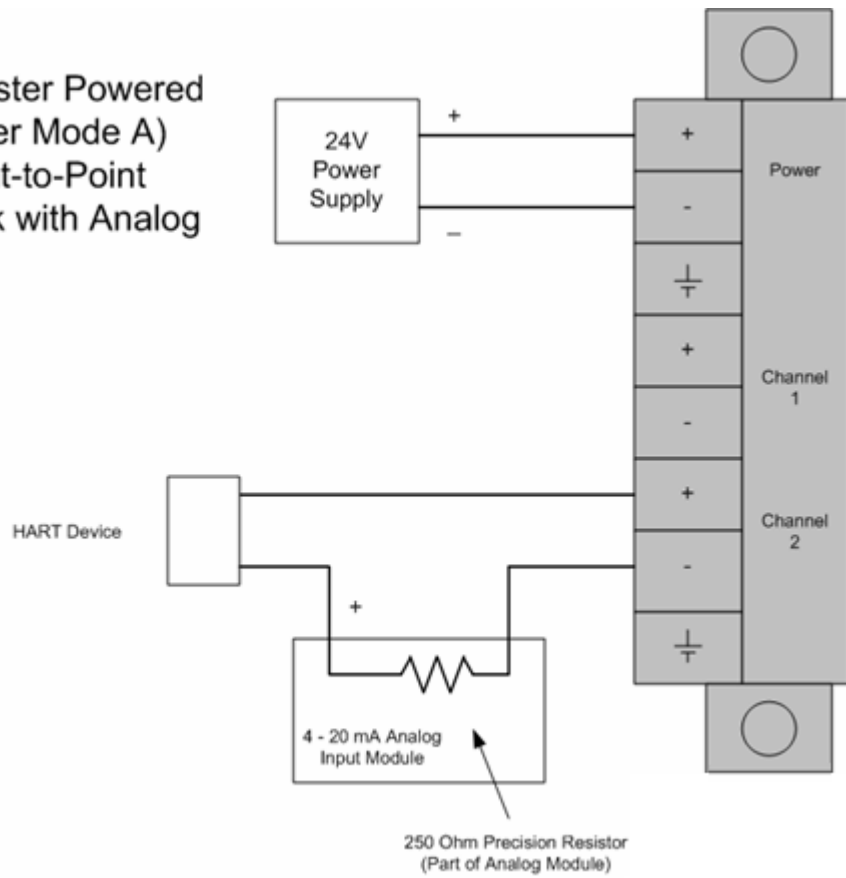 ster Powered
er Mode A)
t-to-Point
k with Analog
24V
Power
Supply
+
–
+
Power
-
+
Channel
1
-
+
Channel
2
-
HART Device
+
4 - 20 mA Analog
Input Module
250 Ohm Precision Resistor
(Part of Analog Module)